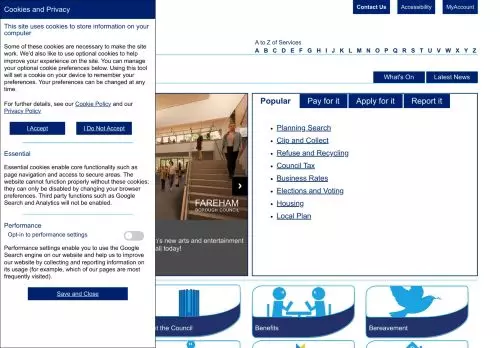 Cookies and Privacy
This site uses cookies to store information on your
computer
Some of these cookies are necessary to make the site
work. We'd also like to use optional cookies to help
improve your experience on the site. You can manage
your optional cookie preferences below. Using this tool
will set a cookie on your device to remember your
preferences. Your preferences can be changed at any
time.
For further details, see our Cookie Policy and our
Privacy Policy
I Accept
I Do Not Accept
Essential
Essential cookies enable core functionality such as
page navigation and access to secure areas. The
website cannot function properly without these cookies;
they can only be disabled by changing your browser
preferences. Third party functions such as Google
Search and Analytics will not be enabled.
Performance
Opt-in to performance settings
Performance settings enable you to use the Google
Search engine on our website and help us to improve
our website by collecting and reporting information on
its usage (for example, which of our pages are most
frequently visited).
Save and Close
Contact Us
Accessibility
MyAccount
A to Z of Services
A B C D E F G H I J K L M N O P Q R S T U V W X Y Z
What's On
Latest News
FAREHAM
BOROUGH COUNCIL
n's new arts and entertainment
all today!
Popular
Pay for it
Apply for it
Report it
Planning Search
Clip and Collect
Refuse and Recycling
Council Tax
Business Rates
Elections and Voting
Housing
Local Plan
t the Council
Benefits
Bereavement